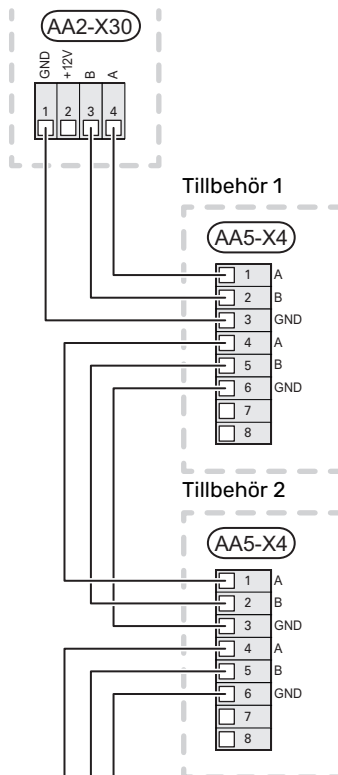 AA2-X30
GND +12V B A
1 2 3 4
Tillbehör 1
AA5-X4
1 A
2 B
3 GND
4 A
5 B
6 GND
7
8
Tillbehör 2
AA5-X4
1 A
2 B
3 GND
4 A
5 B
6 GND
7
8